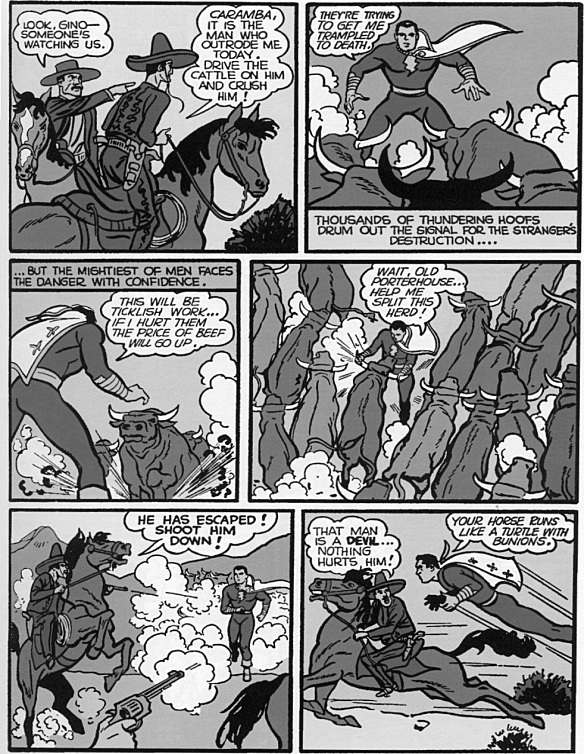 LOOK, GINO—
SOMEONE'S
WATCHING US.
CARAMBA,
IT IS THE
MAN WHO
OUTRODE ME
TODAY.
DRIVE THE
CATTLE ON HIM
AND CRUSH
HIM!
THEY'RE TRYING
TO GET ME
TRAMPLED
TO DEATH.
THOUSANDS OF THUNDERING HOOFS
DRUM OUT THE SIGNAL FOR THE STRANGER'S
DESTRUCTION....
...BUT THE MIGHTIEST OF MEN FACES
THE DANGER WITH CONFIDENCE.
THIS WILL BE
TICKLISH WORK...
IF I HURT THEM
THE PRICE OF BEEF
WILL GO UP.
WAIT, OLD
PORTERHOUSE...
HELP ME
SPLIT THIS
HERD!
HE HAS ESCAPED!
SHOOT HIM
DOWN!
THAT MAN
IS A DEVIL...
NOTHING
HURTS HIM!
YOUR HORSE RUNS
LIKE A TURTLE WITH
BUNIONS.